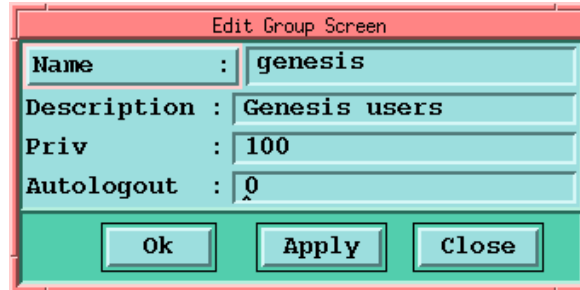 Edit Group Screen
Name : genesis
Description : Genesis users
Priv : 100
Autologout : 0
Ok Apply Close